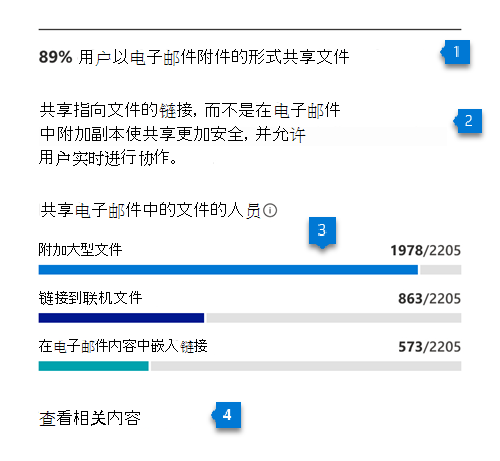 89% 用户以电子邮件附件的形式共享文件
1
共享指向文件的链接，而不是在电子邮件
中附加副本使共享更加安全，并允许
用户实时进行协作。
2
共享电子邮件中的文件的人员
3
附加大型文件 1978/2205
链接到联机文件 863/2205
在电子邮件内容中嵌入链接 573/2205
查看相关内容
4